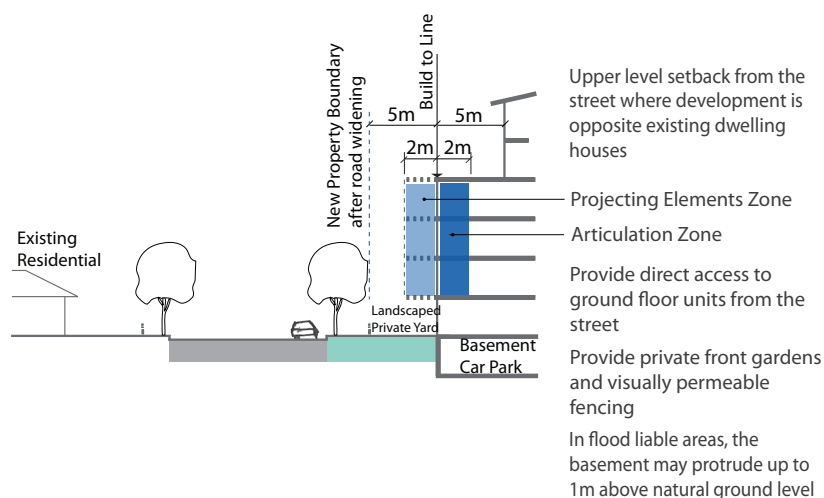 New Property Boundary
after road widening
Build to Line
5m
5m
2m
2m
Existing
Residential
Landscaped
Private Yard
Basement
Car Park
Upper level setback from the
street where development is
opposite existing dwelling
houses
Projecting Elements Zone
Articulation Zone
Provide direct access to
ground floor units from the
street
Provide private front gardens
and visually permeable
fencing
In flood liable areas, the
basement may protrude up to
1m above natural ground level